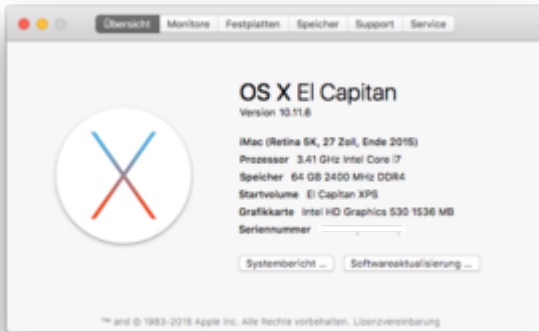 Übersicht Monitore Festplatten Speicher Support Service
OS X El Capitan
Version 10.11.6
iMac (Retina 5K, 27 Zoll, Ende 2015)
Prozessor 3.41 GHz Intel Core i7
Speicher 64 GB 2400 MHz DDR4
Startvolume El Capitan XPS
Grafikkarte Intel HD Graphics 530 1536 MB
Seriennummer
Systembericht ... Softwareaktualisierung ...
™ and © 1983-2016 Apple Inc. Alle Rechte vorbehalten. Lizenzvereinbarung